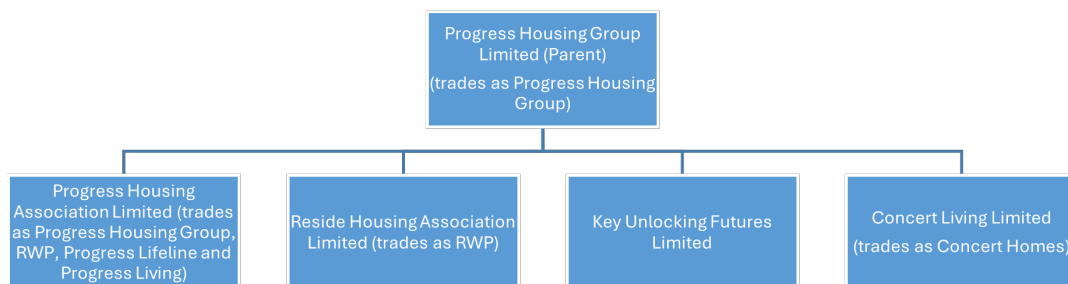 Progress Housing Group
Limited (Parent)
(trades as Progress Housing
Group)
Progress Housing
Association Limited (trades
as Progress Housing Group,
RWP, Progress Lifeline and
Progress Living)
Reside Housing Association
Limited (trades as RWP)
Key Unlocking Futures
Limited
Concert Living Limited
(trades as Concert Homes)